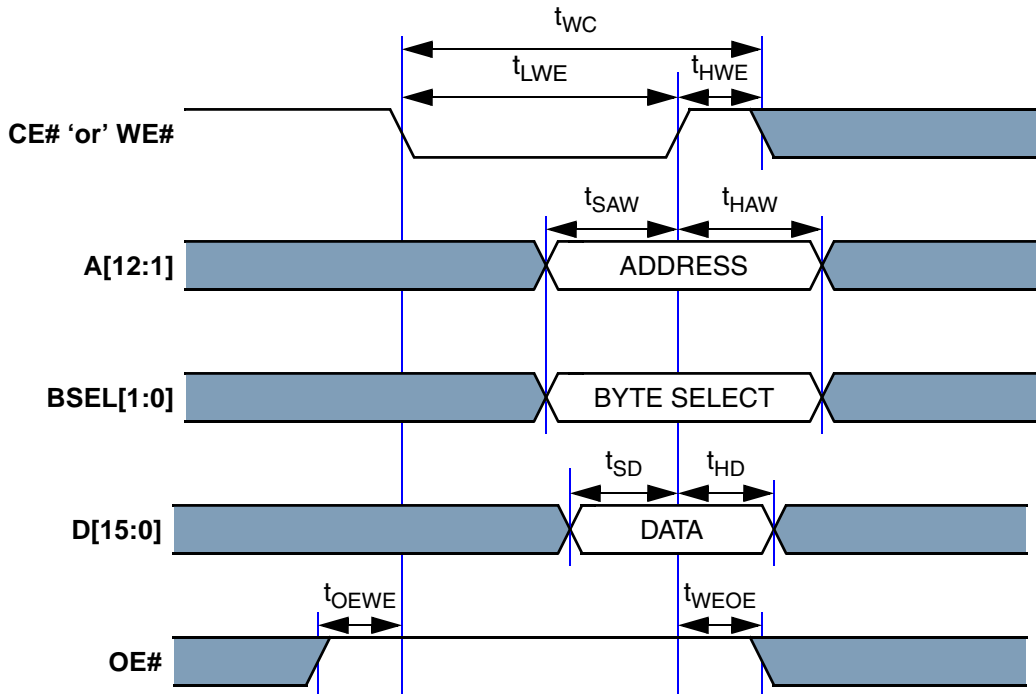 tWC
tLWE tHWE
CE# ‘or’ WE#
tSAW tHAW
A[12:1] ADDRESS
BSEL[1:0] BYTE SELECT
tSD tHD
D[15:0] DATA
tOEWE tWEOE
OE#